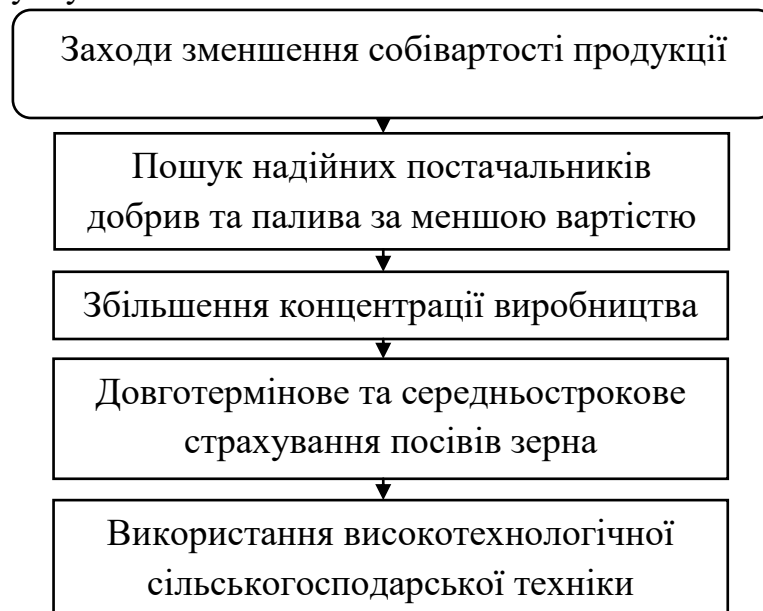 Заходи зменшення собівартості продукції
Пошук надійних постачальників
добрив та палива за меншою вартістю
Збільшення концентрації виробництва
Довготермінове та середньострокове
страхування посівів зерна
Використання високотехнологічної
сільськогосподарської техніки